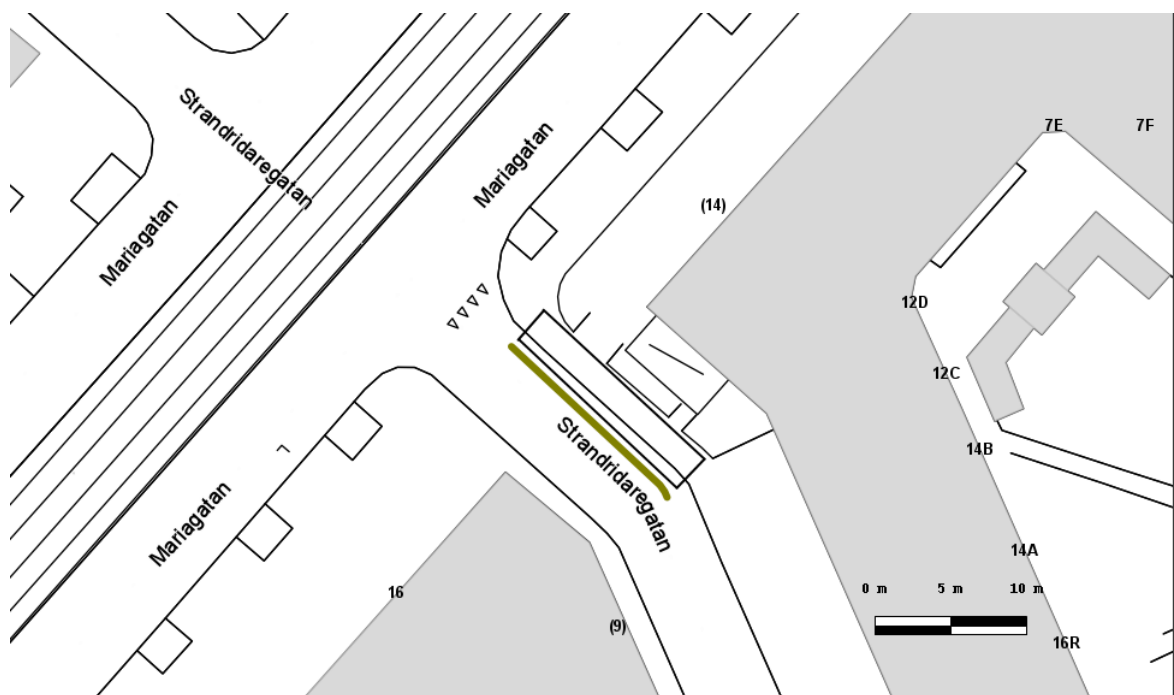 Strandridaregatan
7E
7F
Mariagatan
(14)
Mariagatan
12D
12C
Strandridaregatan
14B
Mariagatan
14A
16
0 m 5 m 10 m
(9)
16R